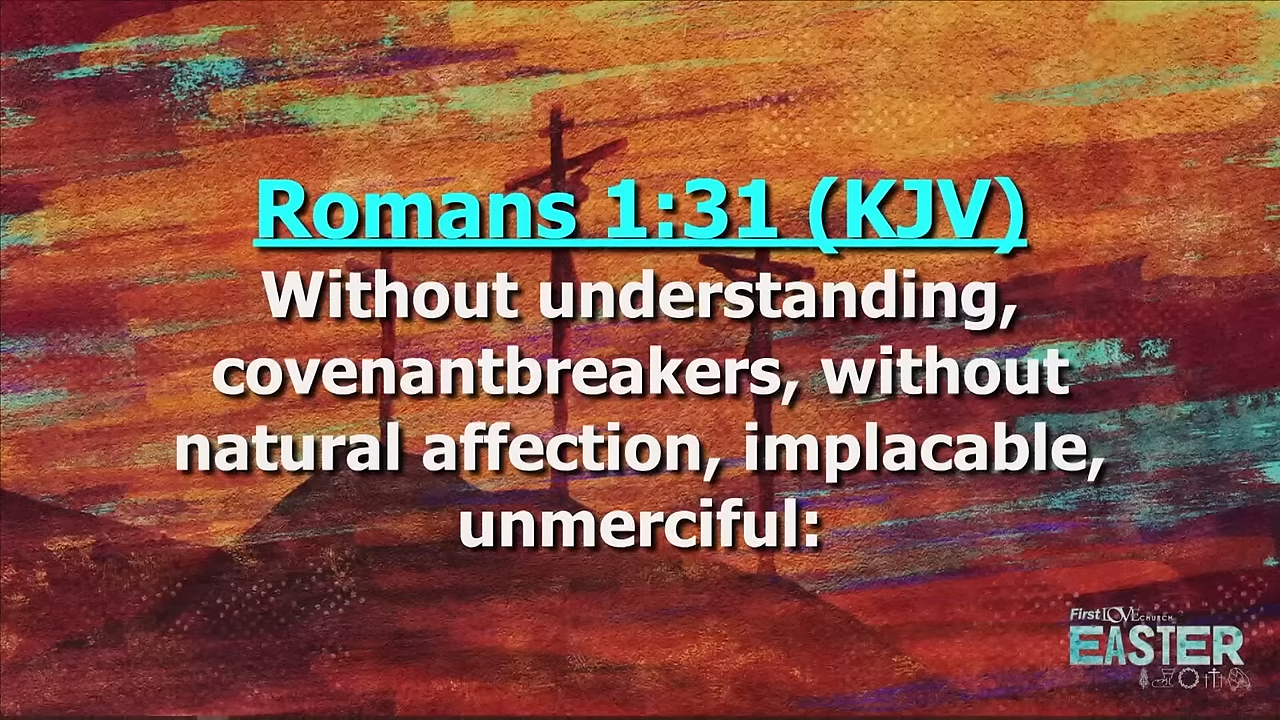 Romans 1:31 (KJV)
Without understanding,
covenantbreakers, without
natural affection, implacable,
unmerciful:
First LOVE CHURCH
EASTER